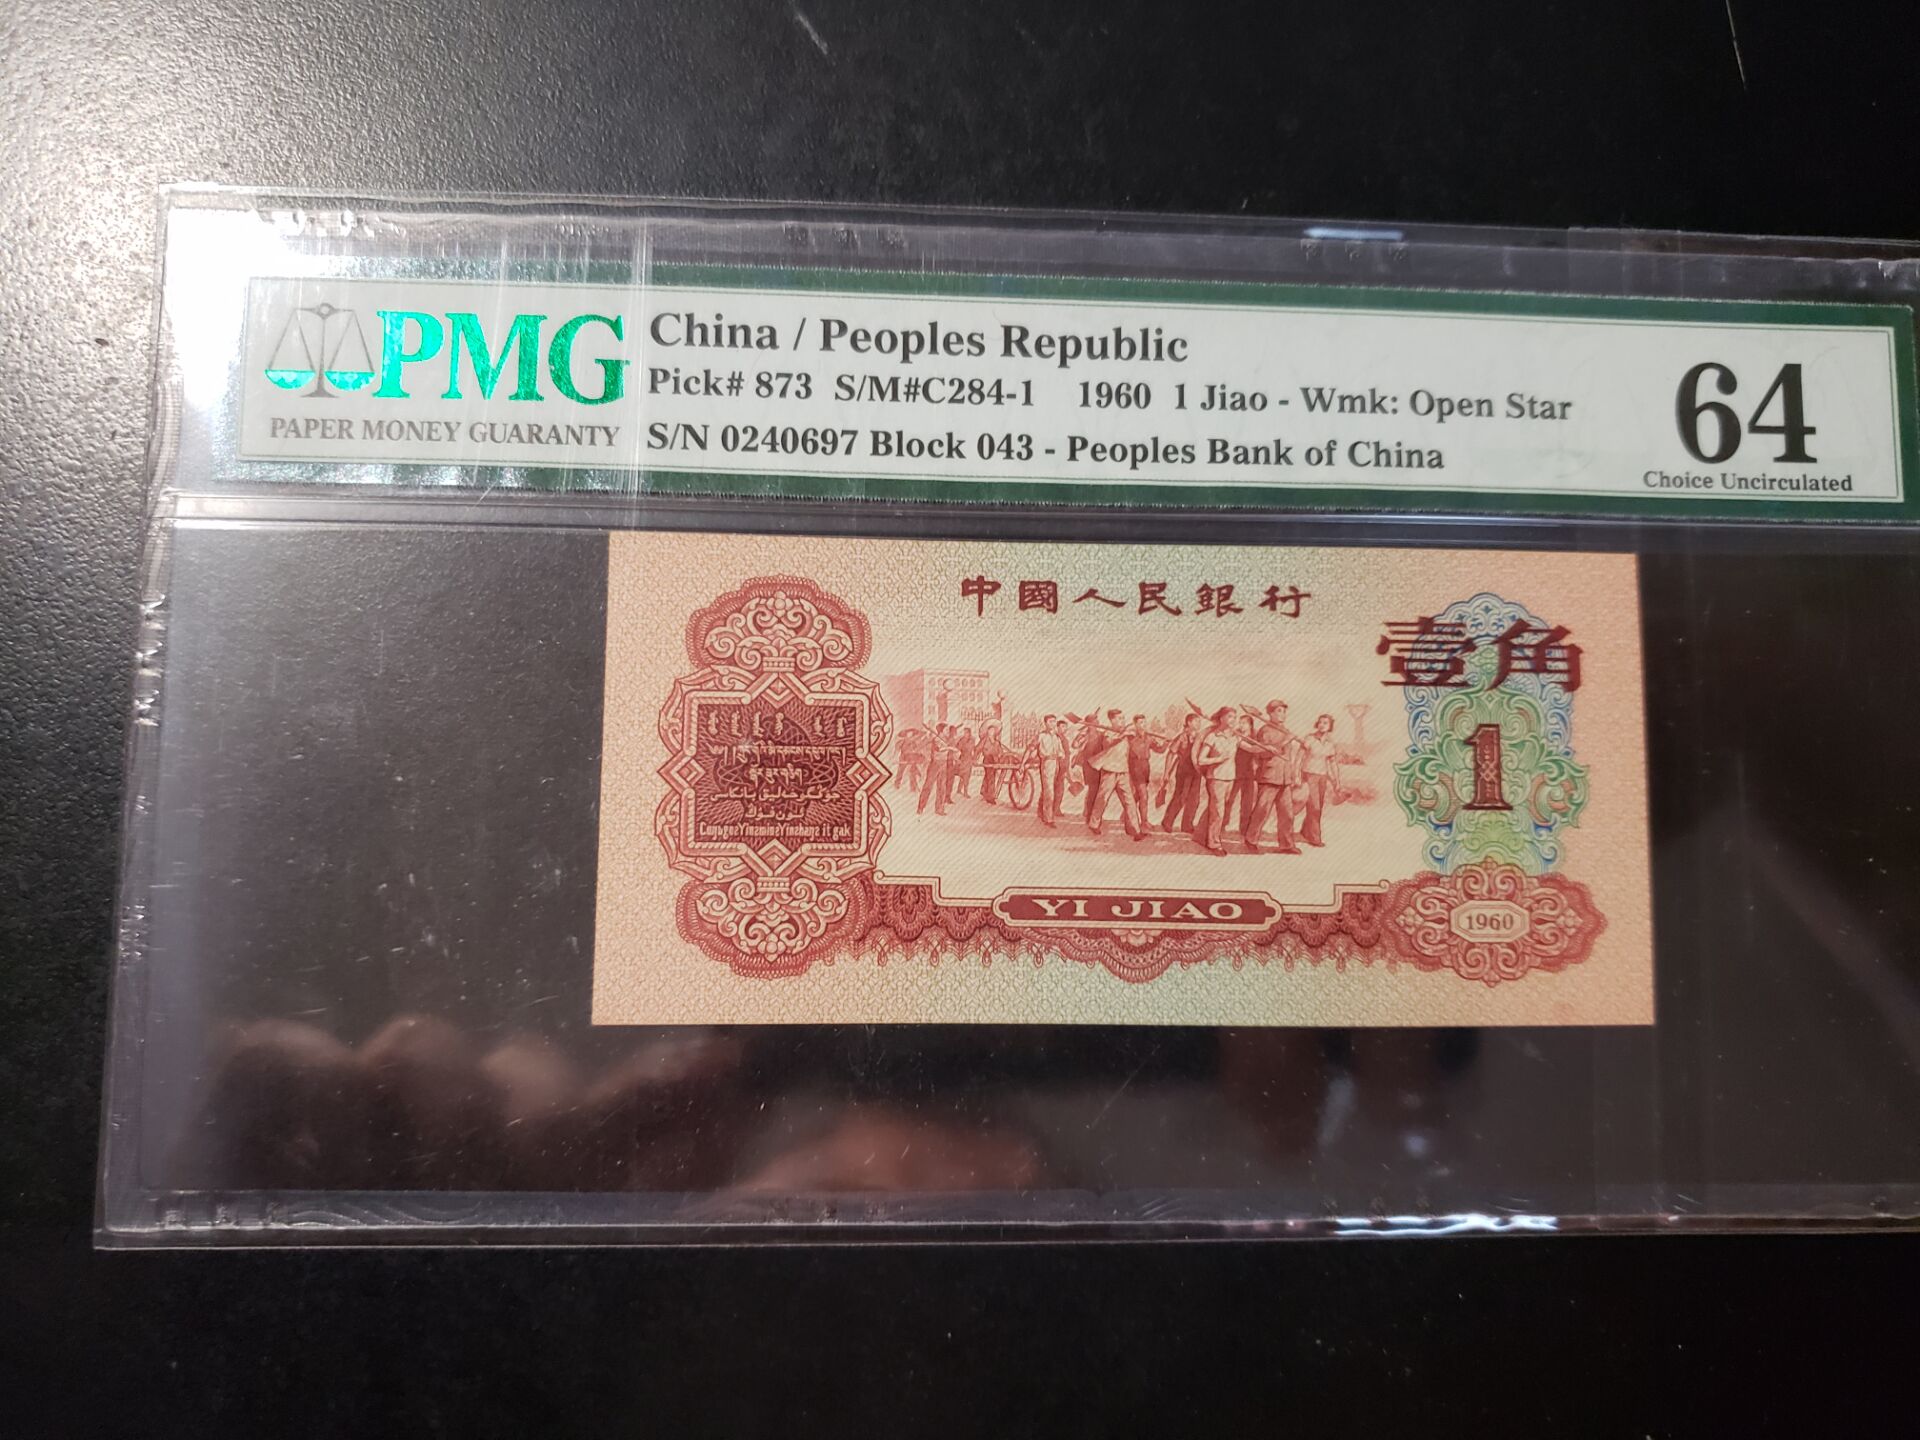 PMG
PAPER MONEY GUARANTY
China / Peoples Republic
Pick# 873 S/M#C284-1 1960 1 Jiao - Wmk: Open Star
S/N 0240697 Block 043 - Peoples Bank of China
64
Choice Uncirculated
中國人民銀行
壹角
1
YI JIAO
1960